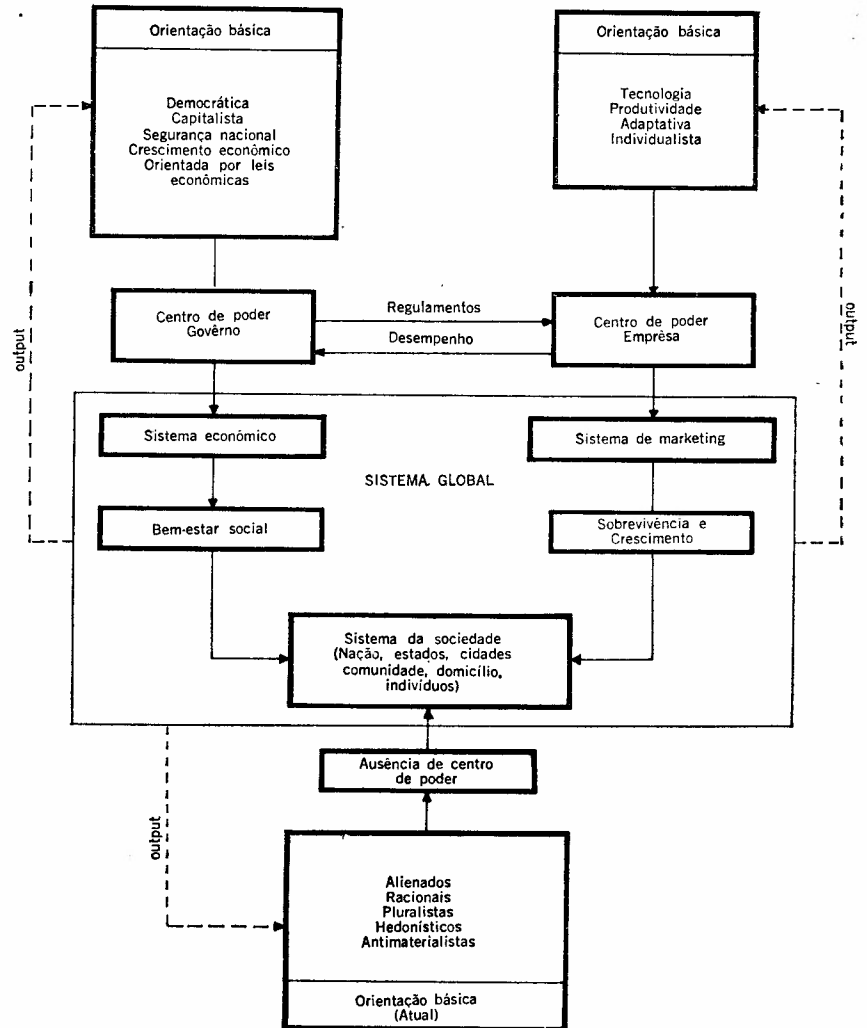 Orientação básica
Democrática
Capitalista
Segurança nacional
Crescimento econômico
Orientada por leis
econômicas
Orientação básica
Tecnologia
Produtividade
Adaptativa
Individualista
output
output
Centro de poder
Govêrno
Regulamentos
Desempenho
Centro de poder
Emprêsa
Sistema econômico
Sistema de marketing
SISTEMA GLOBAL
Bem-estar social
Sobrevivência e
Crescimento
Sistema da sociedade
(Nação, estados, cidades
comunidade, domicílio,
indivíduos)
Ausência de centro
de poder
output
Alienados
Racionais
Pluralistas
Hedonísticos
Antimaterialistas
Orientação básica
(Atual)